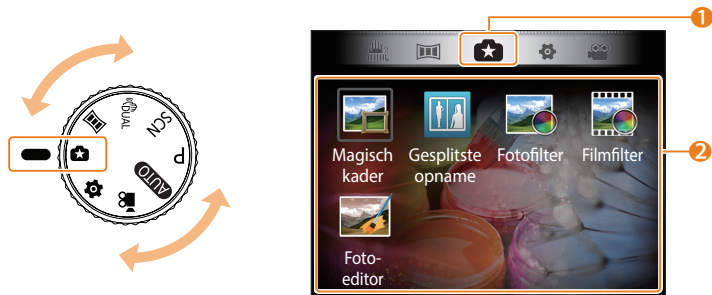 1
DUAL
SCN
P
AUTO
Magisch
kader
Gesplitste
opname
Fotofilter
Filmfilter
2
Foto-
editor